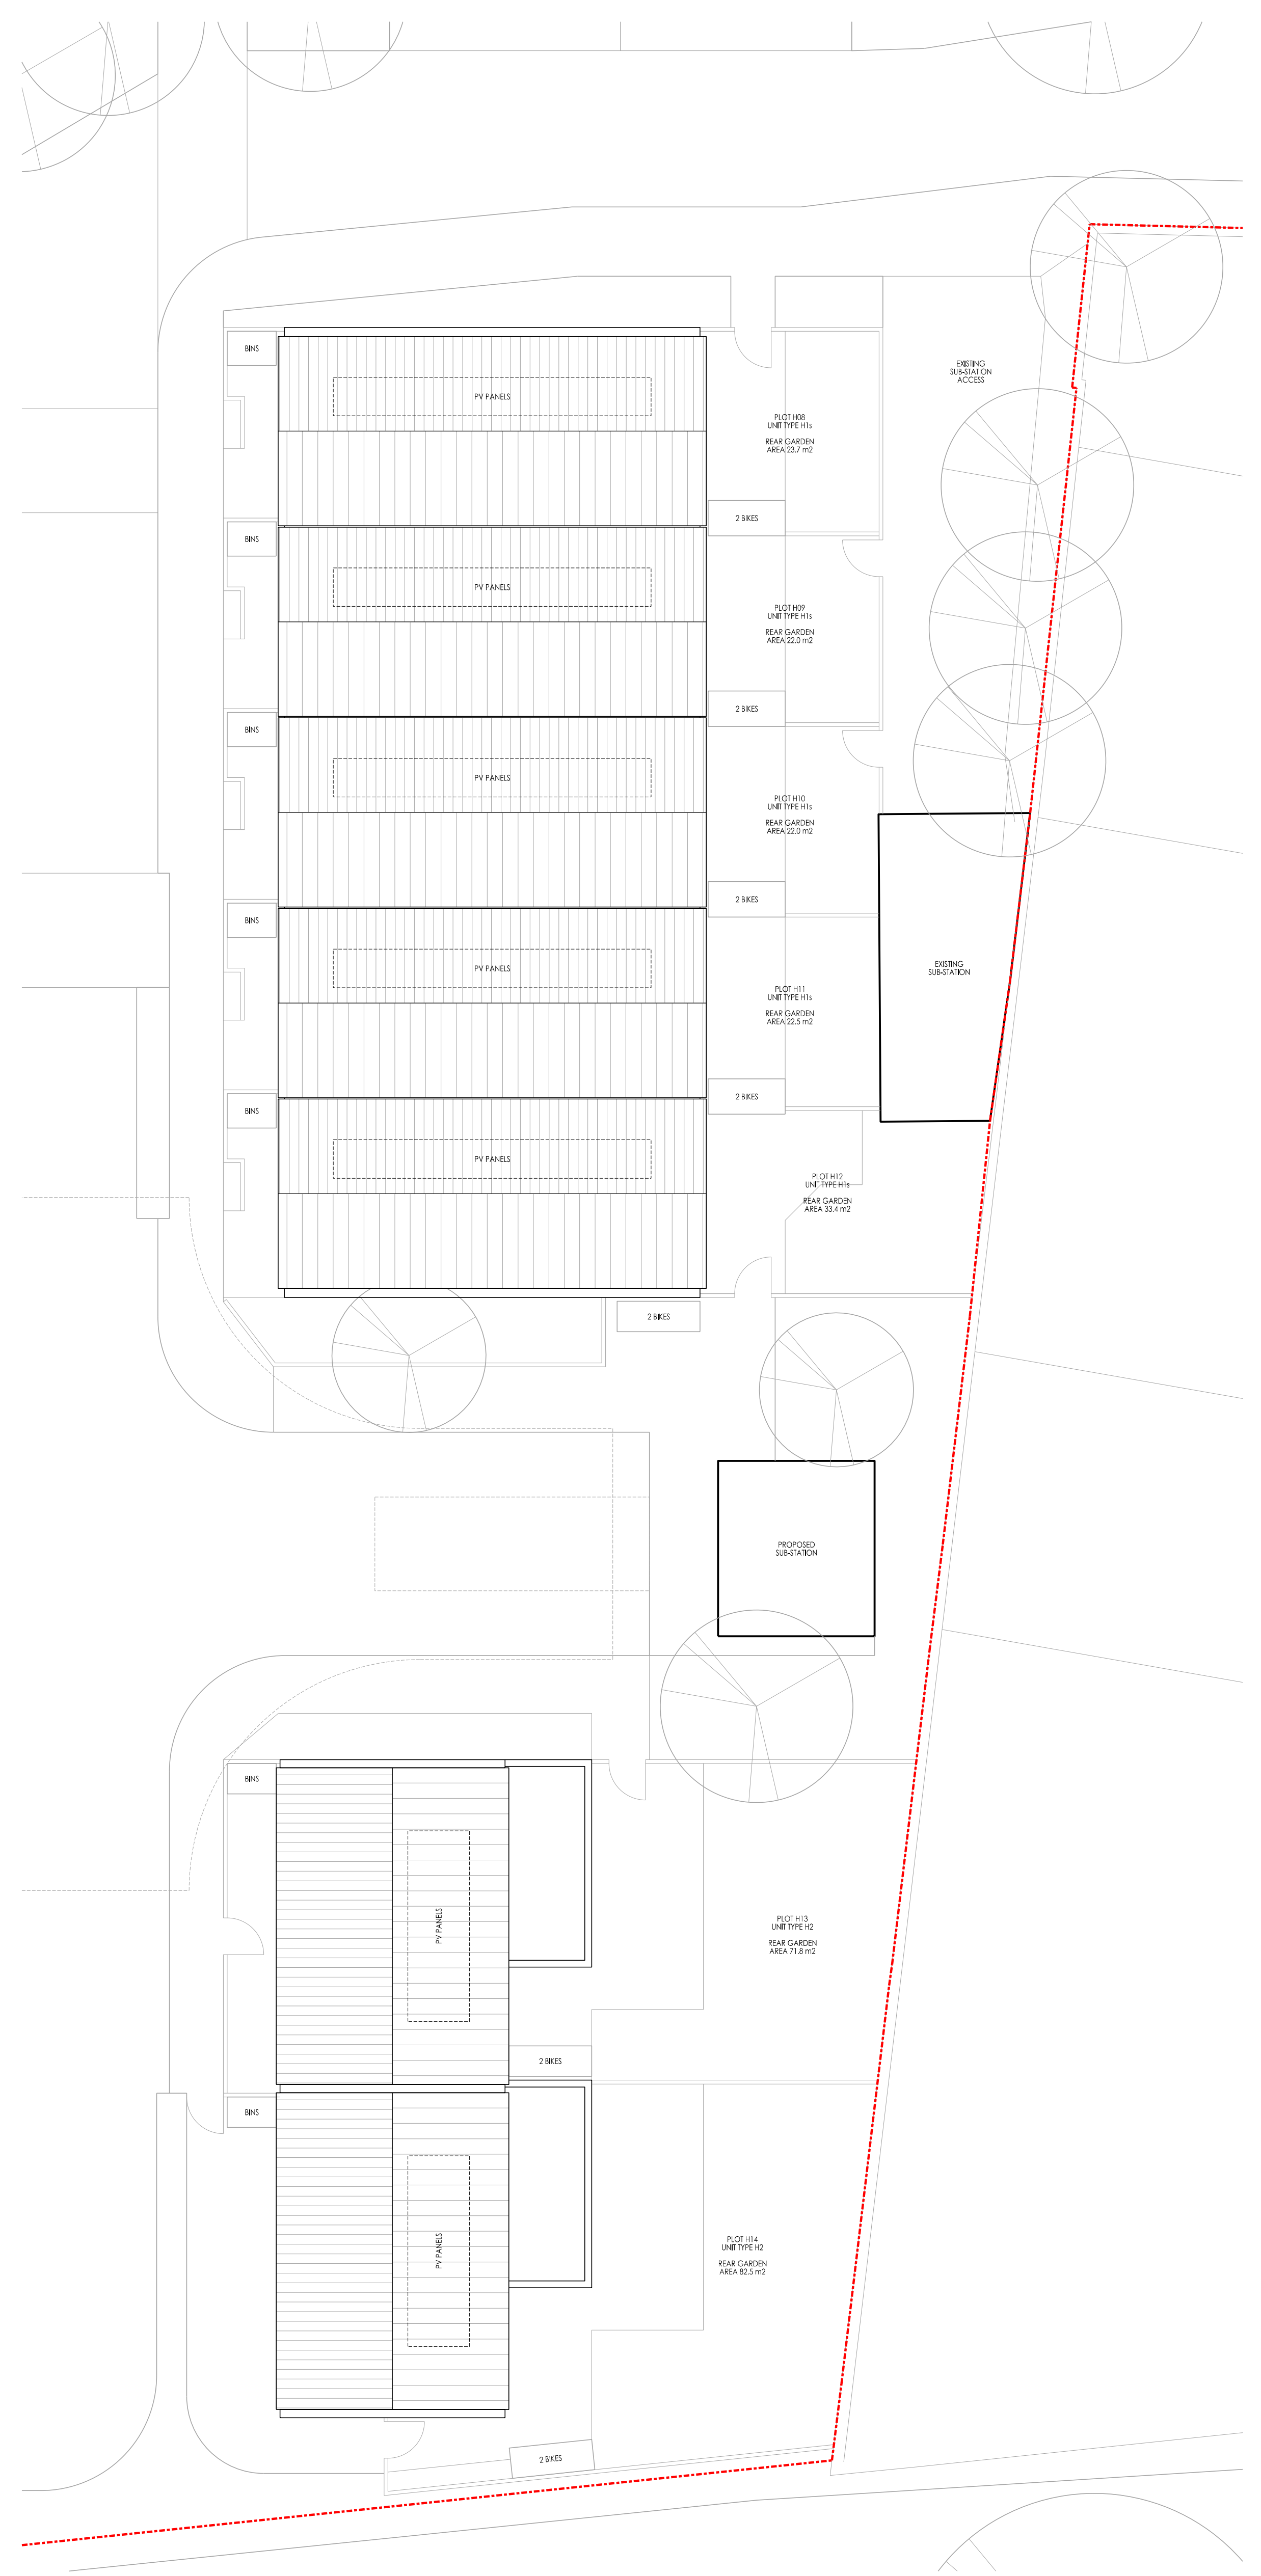 BINS
PV PANELS
EXISTING
SUB-STATION
ACCESS
PLOT H08
UNIT TYPE H1s
REAR GARDEN
AREA 23.7 m2
2 BIKES
BINS
PV PANELS
PLOT H09
UNIT TYPE H1s
REAR GARDEN
AREA 22.0 m2
2 BIKES
BINS
PV PANELS
PLOT H10
UNIT TYPE H1s
REAR GARDEN
AREA 22.0 m2
2 BIKES
BINS
PV PANELS
EXISTING
SUB-STATION
PLOT H11
UNIT TYPE H1s
REAR GARDEN
AREA 22.5 m2
2 BIKES
BINS
PV PANELS
PLOT H12
UNIT TYPE H1s
REAR GARDEN
AREA 33.4 m2
2 BIKES
PROPOSED
SUB-STATION
BINS
PV PANELS
PLOT H13
UNIT TYPE H2
REAR GARDEN
AREA 71.8 m2
2 BIKES
BINS
PV PANELS
PLOT H14
UNIT TYPE H2
REAR GARDEN
AREA 82.5 m2
2 BIKES